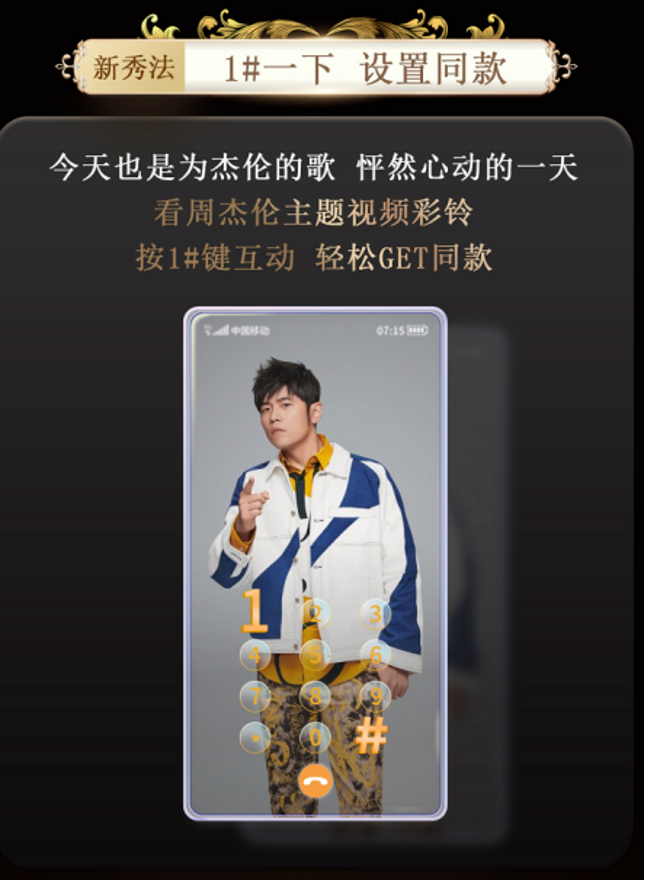 新秀法 1#一下 设置同款
今天也是为杰伦的歌 怦然心动的一天
看周杰伦主题视频彩铃
按1#键互动 轻松GET同款
中国移动 07:15
1 2 3
4 5 6
7 8 9
* 0 #